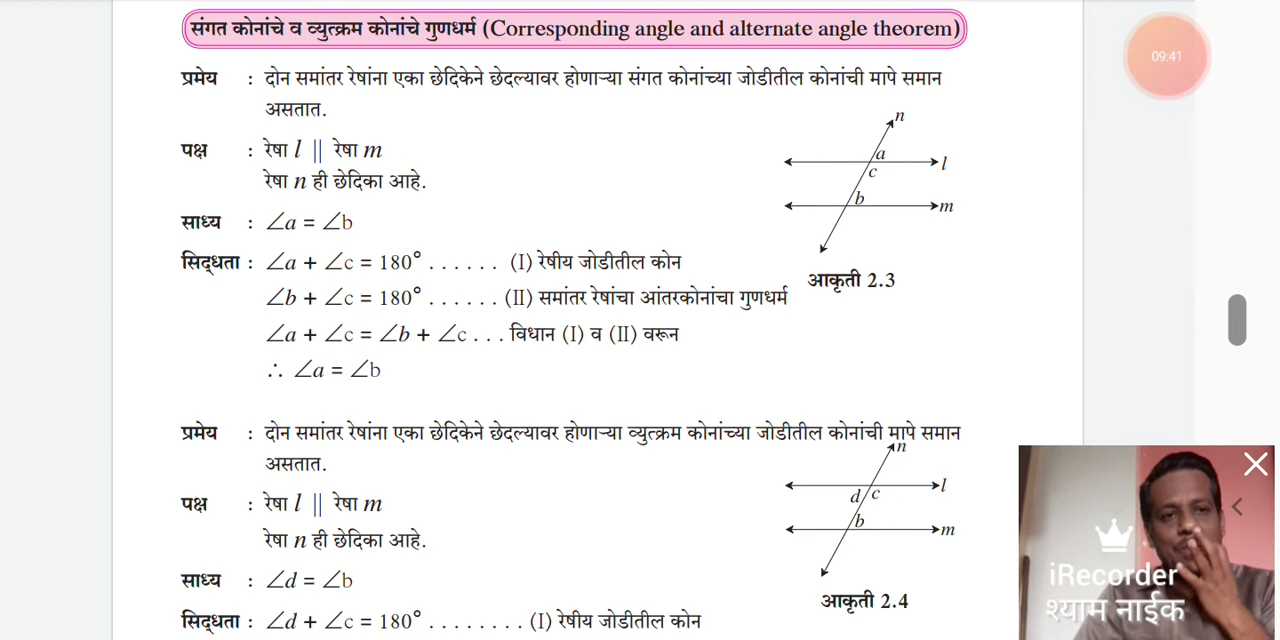 संगत कोनांचे व व्युत्क्रम कोनांचे गुणधर्म (Corresponding angle and alternate angle theorem)
09:41
प्रमेय : दोन समांतर रेषांना एका छेदिकेने छेदल्यावर होणाऱ्या संगत कोनांच्या जोडीतील कोनांची मापे समान
असतात.
पक्ष : रेषा l || रेषा m
रेषा n ही छेदिका आहे.
साध्य : ∠a = ∠b
सिद्धता : ∠a + ∠c = 180° . . . . . . (I) रेषीय जोडीतील कोन
∠b + ∠c = 180° . . . . . . (II) समांतर रेषांचा आंतरकोनांचा गुणधर्म
∠a + ∠c = ∠b + ∠c . . . विधान (I) व (II) वरून
∴ ∠a = ∠b
n
a
l
c
b
m
आकृती 2.3
प्रमेय : दोन समांतर रेषांना एका छेदिकेने छेदल्यावर होणाऱ्या व्युत्क्रम कोनांच्या जोडीतील कोनांची मापे समान
असतात.
पक्ष : रेषा l || रेषा m
रेषा n ही छेदिका आहे.
साध्य : ∠d = ∠b
सिद्धता : ∠d + ∠c = 180° . . . . . . . . (I) रेषीय जोडीतील कोन
n
l
d c
b
m
आकृती 2.4
iRecorder
श्याम नाईक